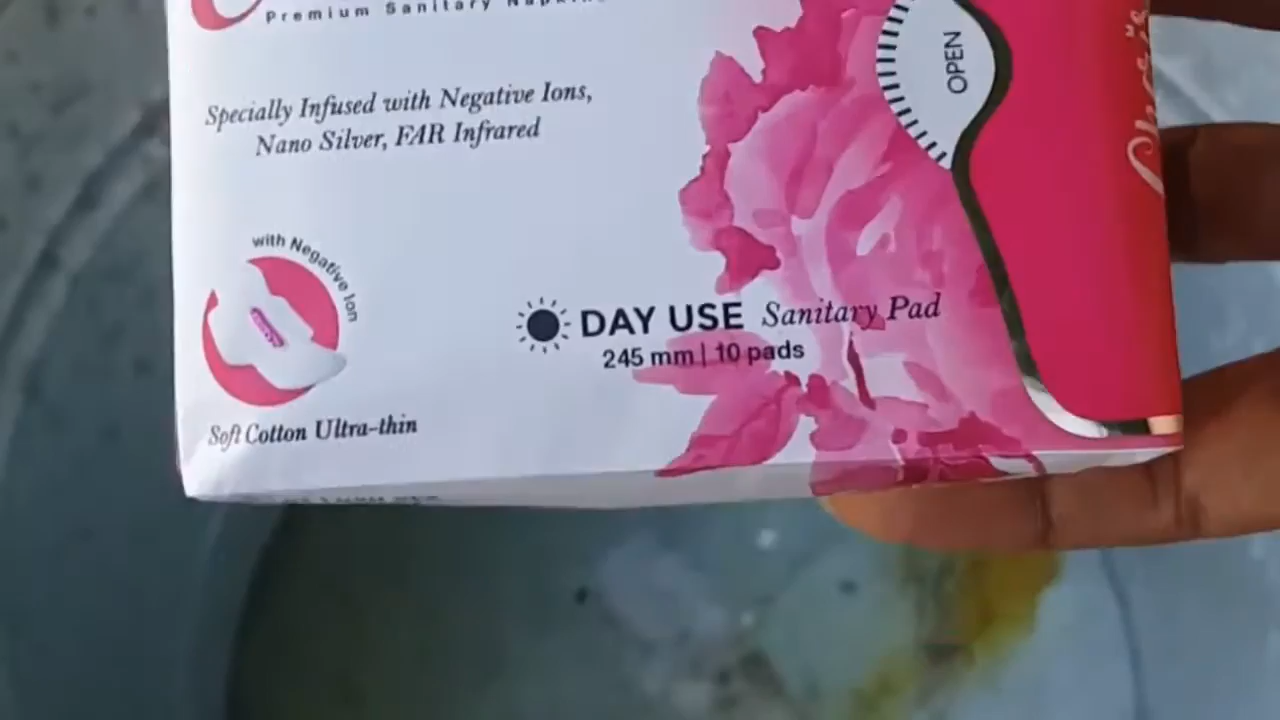 Premium Sanitary Napkins
Specially Infused with Negative Ions,
Nano Silver, FAR Infrared
OPEN
with Negative Ion
DAY USE Sanitary Pad
245 mm | 10 pads
Soft Cotton Ultra-thin